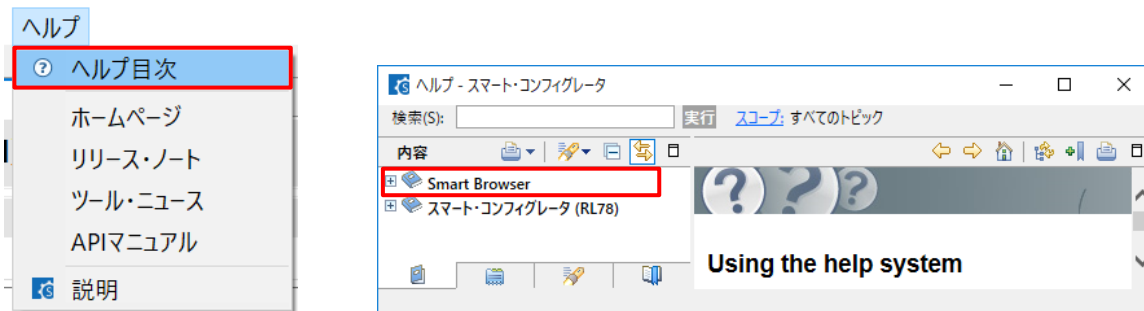 ヘルプ
ヘルプ目次
ホームページ
リリース・ノート
ツール・ニュース
APIマニュアル
説明
ヘルプ - スマート・コンフィグレータ
検索(S):
実行 スコープ: すべてのトピック
内容
Smart Browser
スマート・コンフィグレータ (RL78)
Using the help system